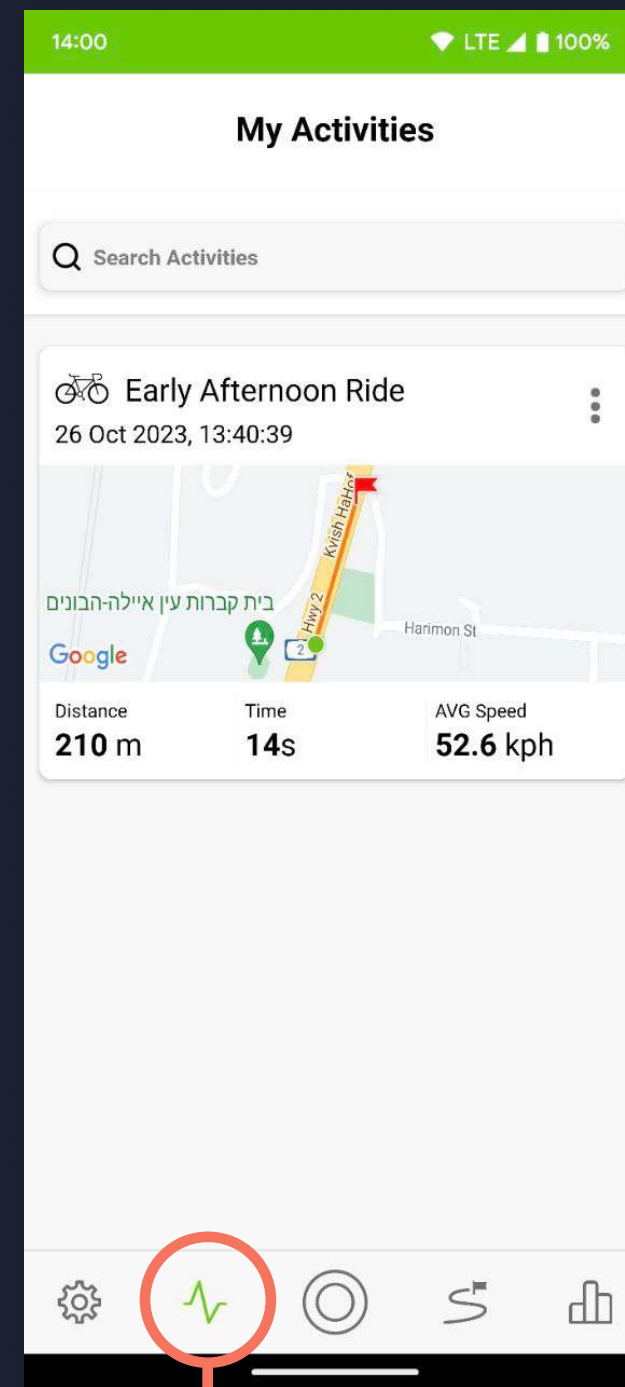 14:00 LTE 100%
My Activities
Search Activities
Early Afternoon Ride
26 Oct 2023, 13:40:39
Kvish HaHof
בית קברות עין איילה-הבונים
Hwy 2
2
Harimon St
Google
Distance Time AVG Speed
210 m 14s 52.6 kph